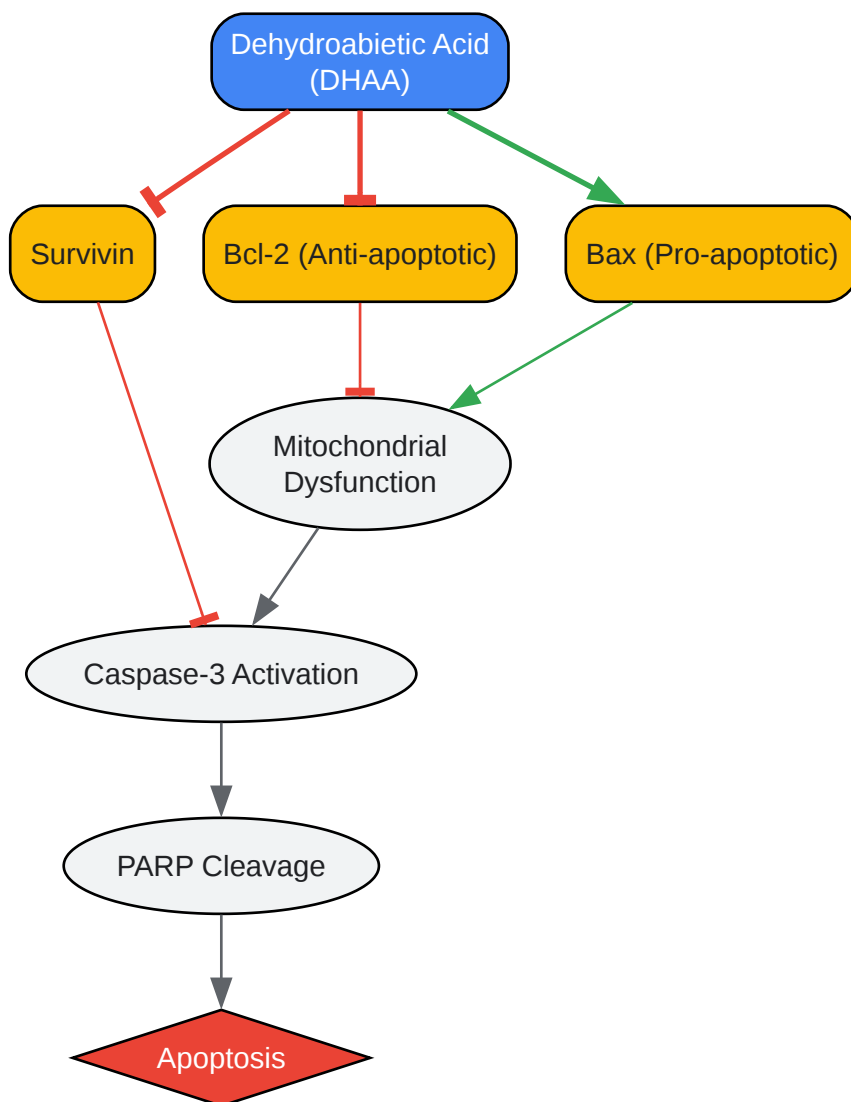 Dehydroabietic Acid
(DHAA)
Survivin
Bcl-2 (Anti-apoptotic)
Bax (Pro-apoptotic)
Mitochondrial
Dysfunction
Caspase-3 Activation
PARP Cleavage
Apoptosis